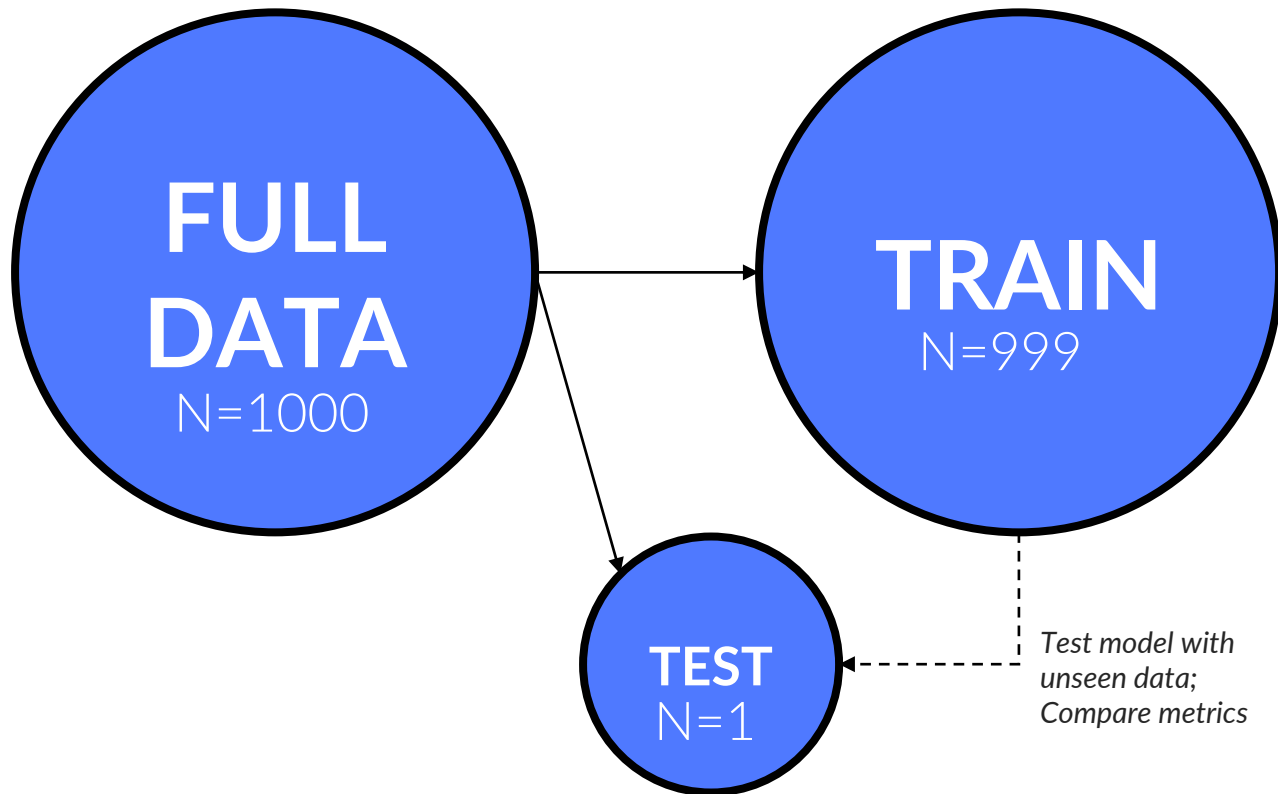 FULL
DATA
N=1000
TRAIN
N=999
TEST
N=1
Test model with
unseen data;
Compare metrics